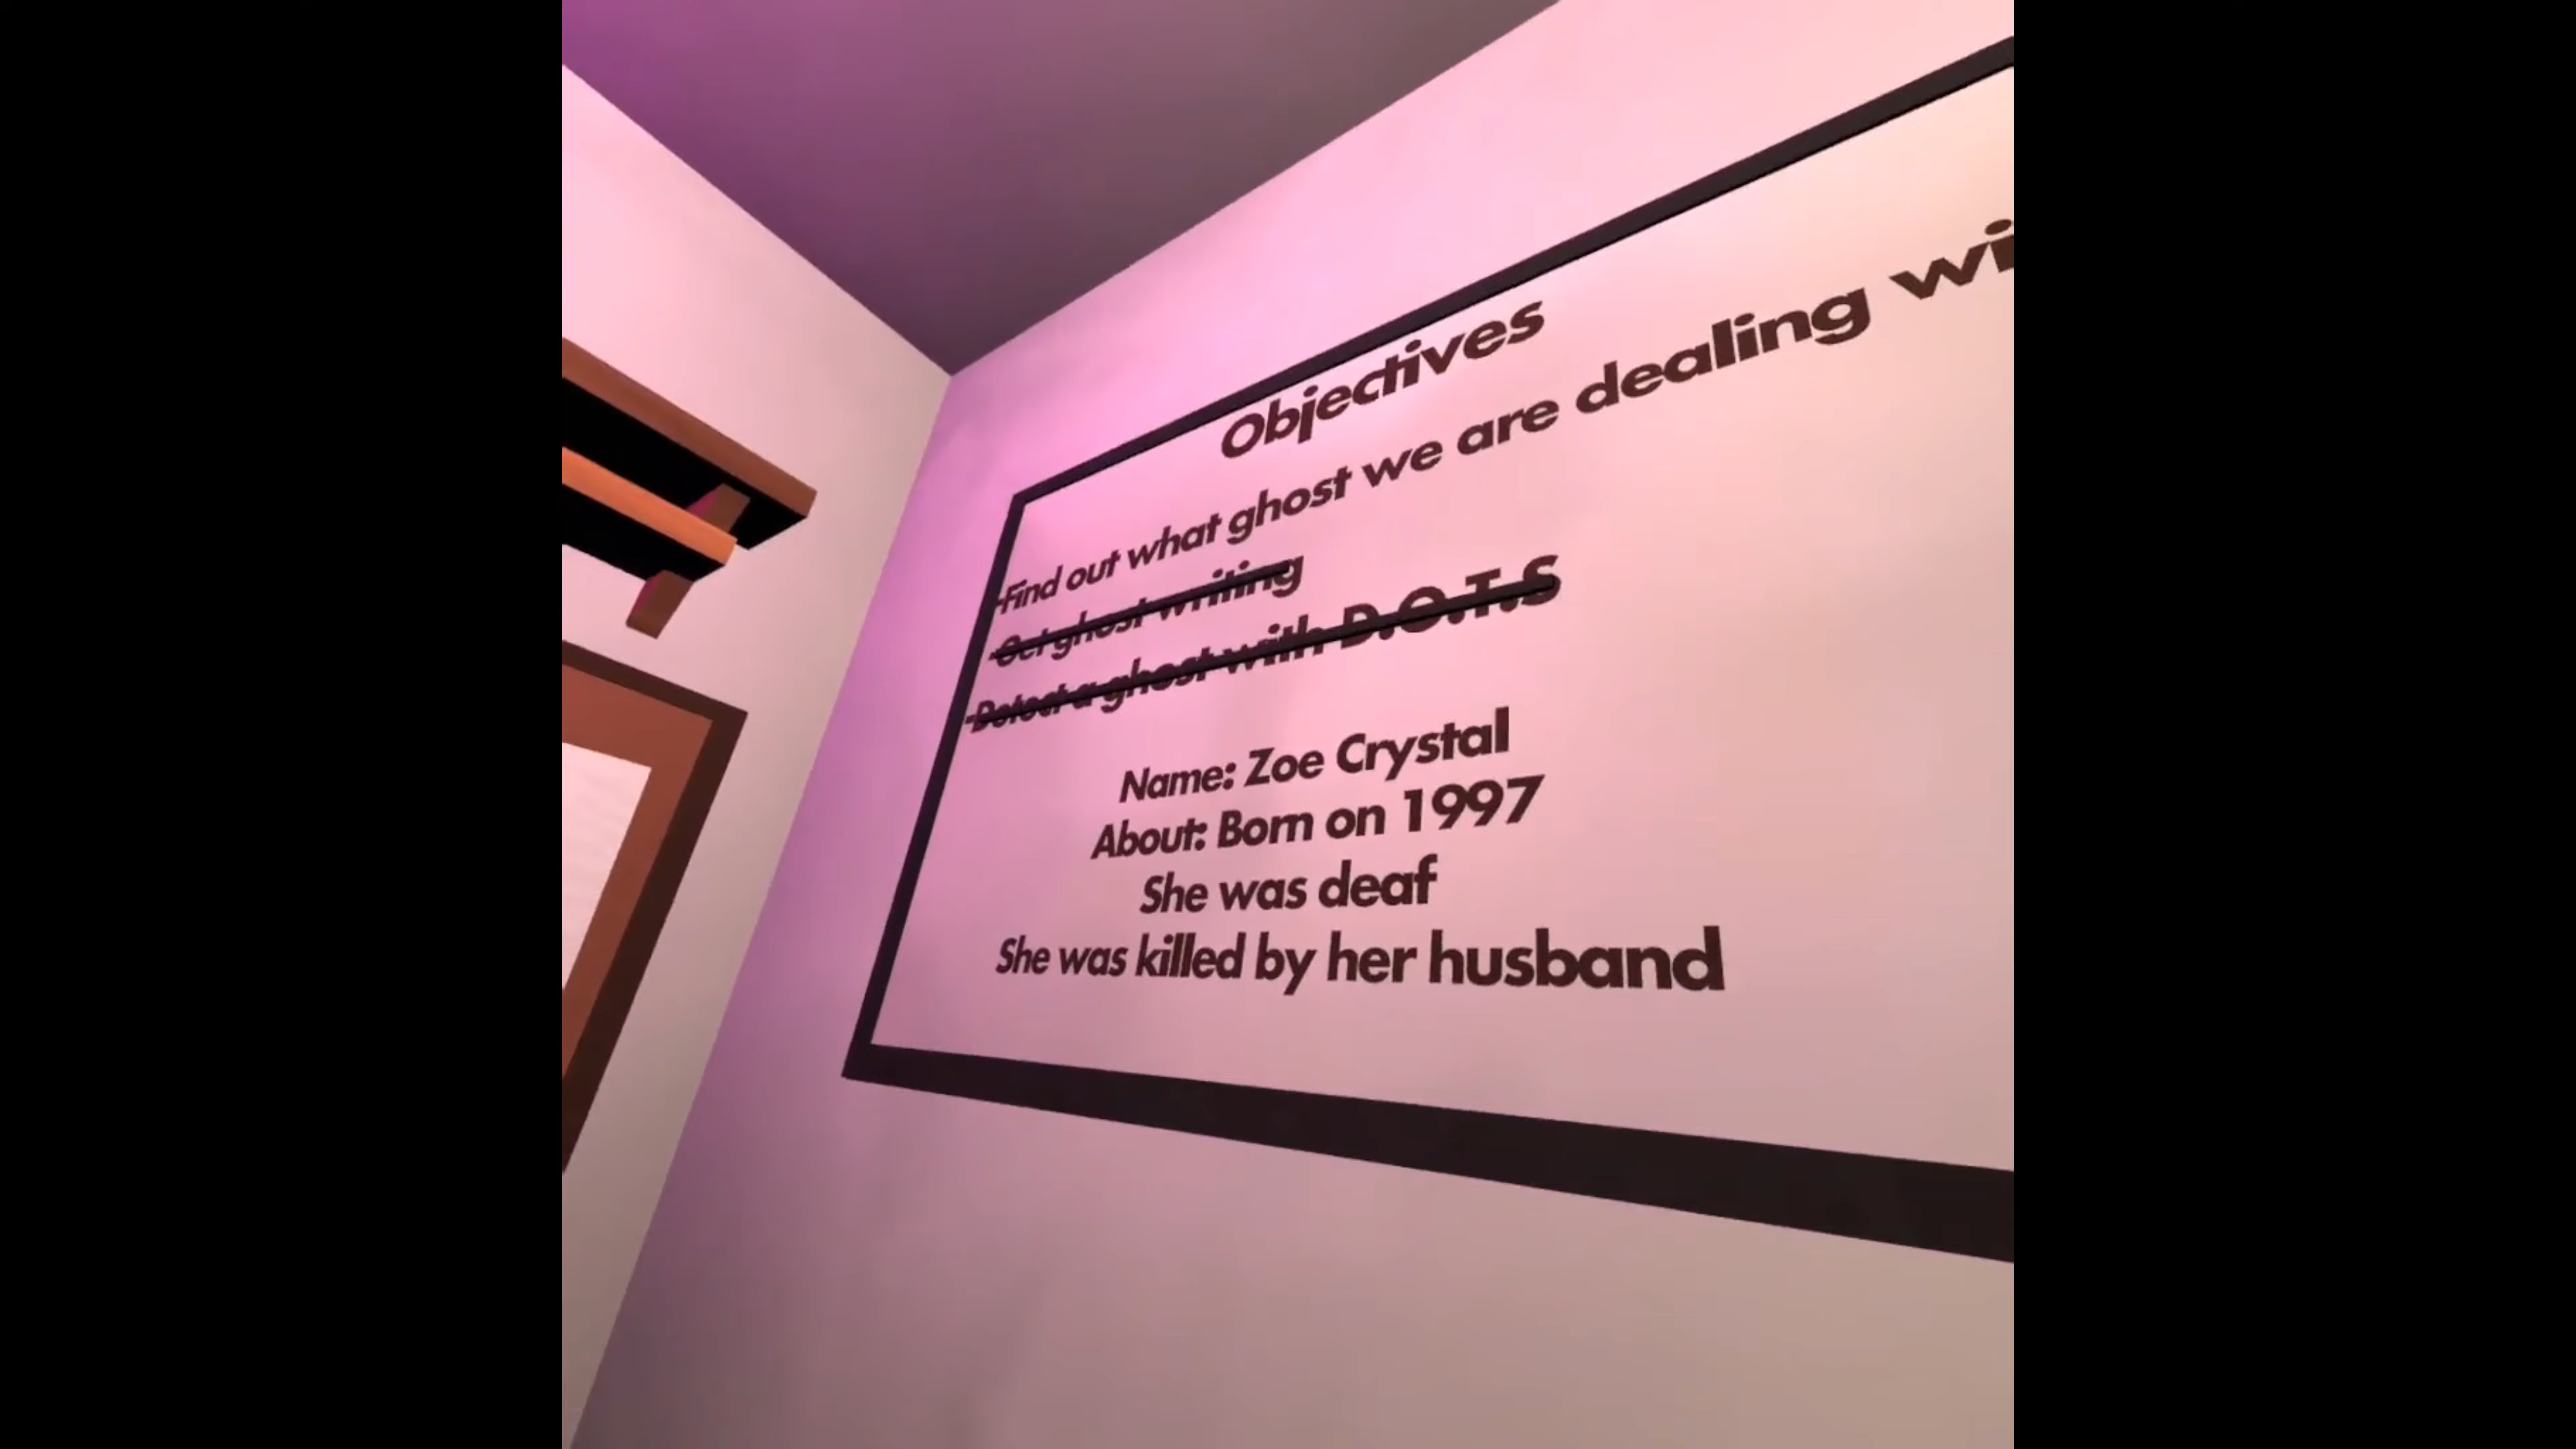 Objectives
-Find out what ghost we are dealing wi
-Get ghost writing
-Detect a ghost with D.O.T.S
Name: Zoe Crystal
About: Born on 1997
She was deaf
She was killed by her husband